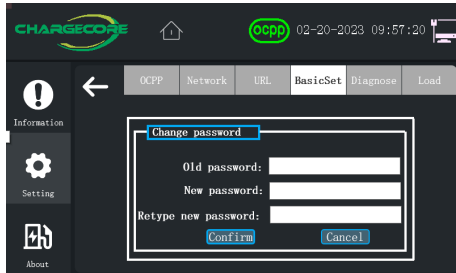 CHARGECORE
ocpp
02-20-2023 09:57:20
OCPP Network URL BasicSet Diagnose Load
Information
Setting
About
Change password
Old password:
New password:
Retype new password:
Confirm Cancel